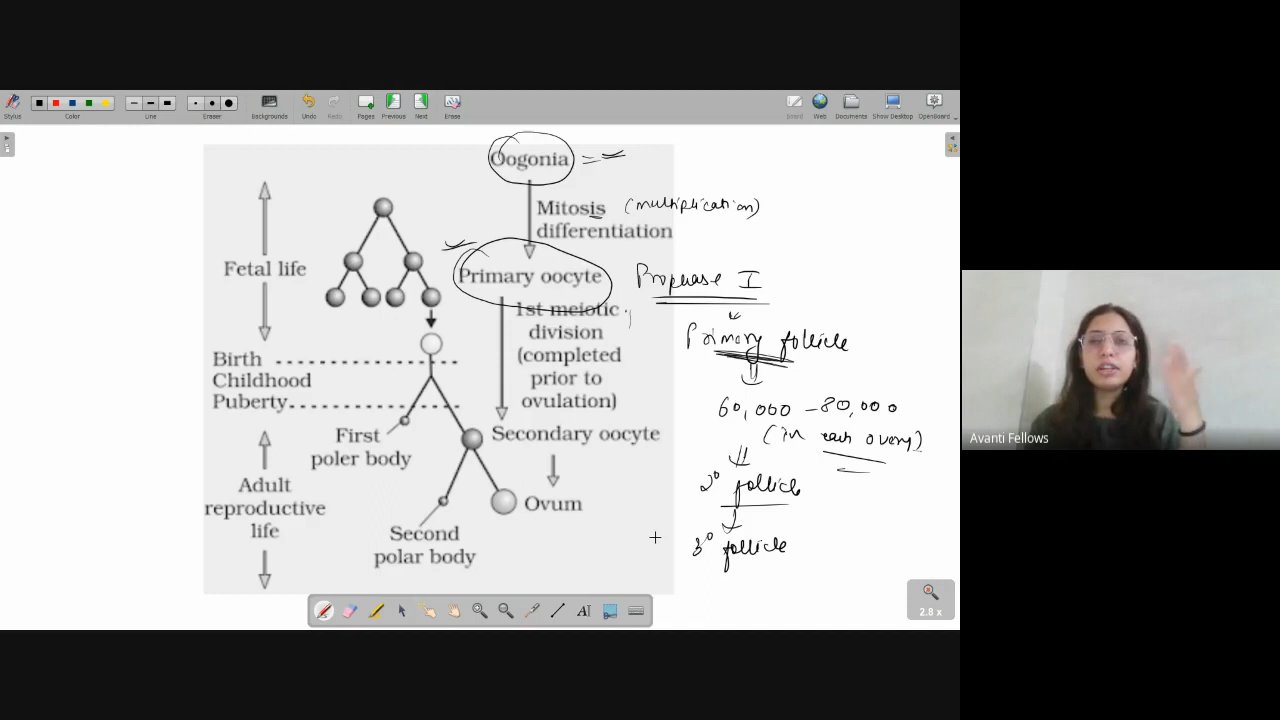 Stylus
Color
Line
Eraser
Backgrounds
Undo
Redo
Pages
Previous
Next
Erase
Board
Web
Documents
Show Desktop
OpenBoard
Oogonia
Mitosis (multiplication)
differentiation
Fetal life
Primary oocyte
Prophase I
1st meiotic
division
(completed
prior to
ovulation)
Primary follicle
Birth
Childhood
Puberty
60,000 - 80,000
(in each ovary)
First
poler body
Secondary oocyte
2° follicle
Adult
reproductive
life
Ovum
Second
polar body
3° follicle
Avanti Fellows
2.8 x